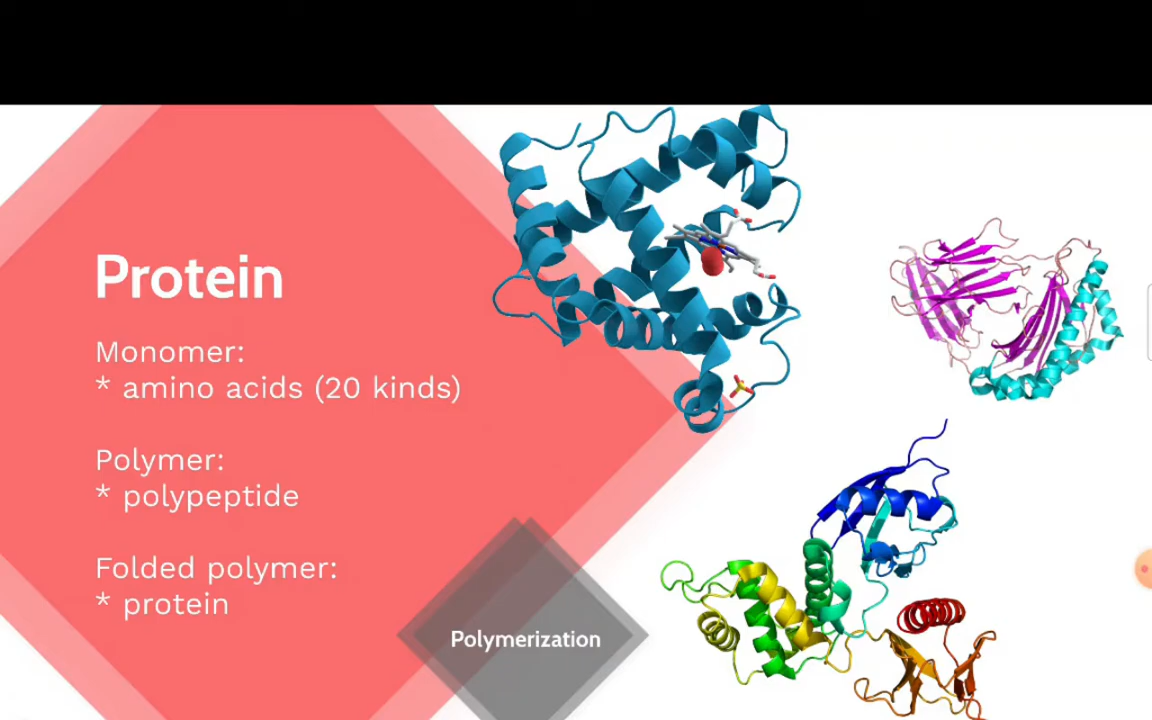 Protein
Monomer:
* amino acids (20 kinds)
Polymer:
* polypeptide
Folded polymer:
* protein
Polymerization